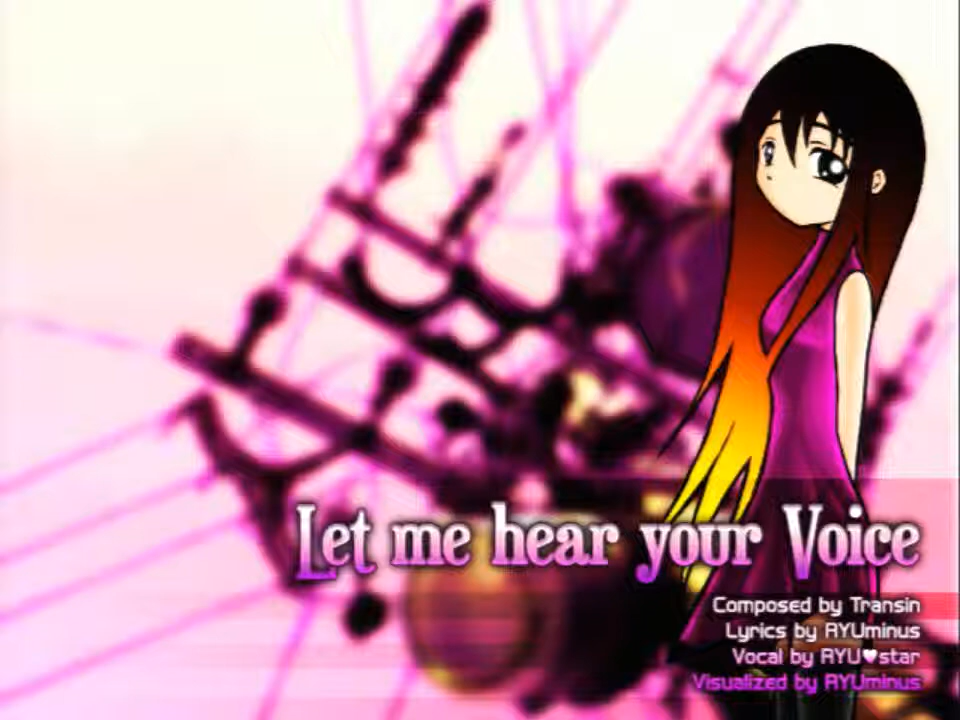 Let me hear your Voice
Composed by Transin
Lyrics by RYUminus
Vocal by RYU♥star
Visualized by RYUminus